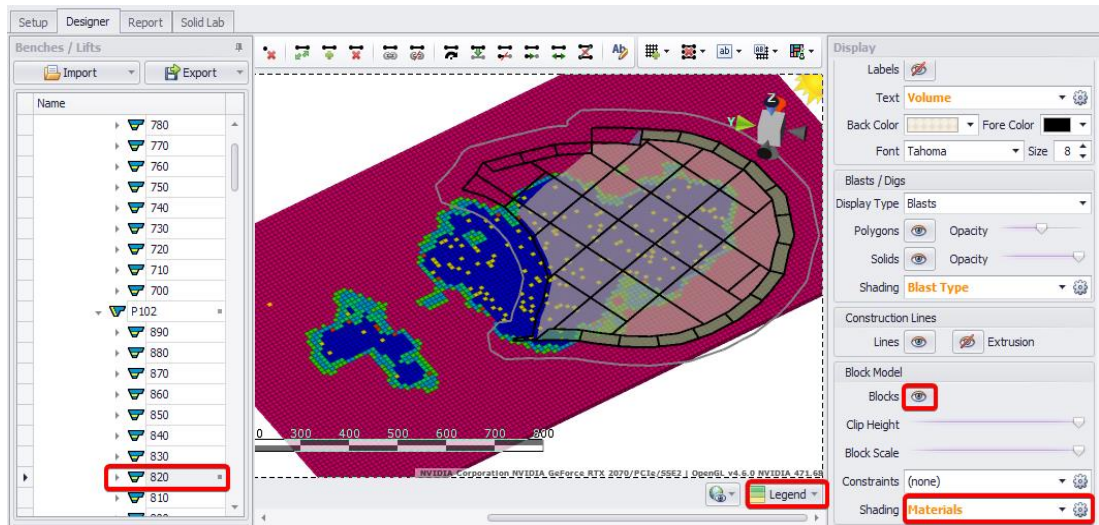 Setup Designer Report Solid Lab
Benches / Lifts
Import Export
Name
780
770
760
750
740
730
720
710
700
P102
890
880
870
860
850
840
830
820
810
Ab
ab
Z
Y
0 300 400 500 600 700 800
NVIDIA Corporation NVIDIA GeForce RTX 2070/PCIe/SSE2 | OpenGL v4.6.0 NVIDIA 471.68
Legend
Display
Labels
Text Volume
Back Color Fore Color
Font Tahoma Size 8
Blasts / Digs
Display Type Blasts
Polygons Opacity
Solids Opacity
Shading Blast Type
Construction Lines
Lines Extrusion
Block Model
Blocks
Clip Height
Block Scale
Constraints (none)
Shading Materials